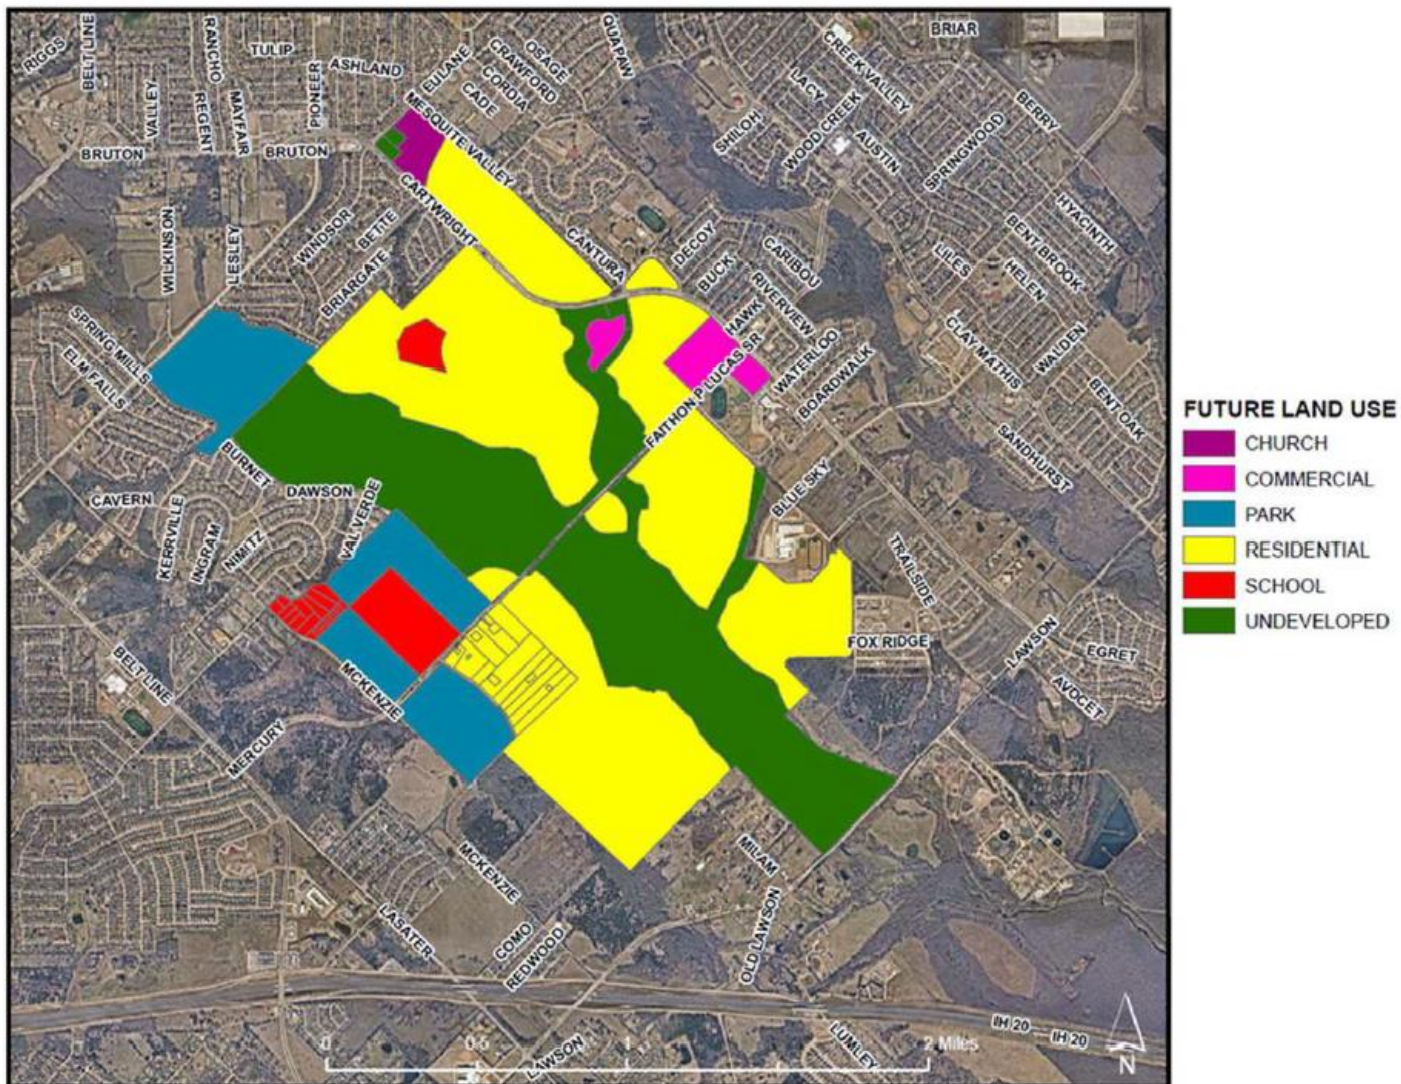 RIGGS
BELT LINE
RANCHO
TULIP
ASHLAND
EULANE
OSAGE
CRAWFORD
CORDIA
CADE
QUAPAW
BRIAR
CREEK VALLEY
LACY
BERRY
VALLEY
REGENT
MAYFAIR
PIONEER
BRUTON
BRUTON
MESQUITE VALLEY
SHILOH
WOOD CREEK
AUSTIN
SPRINGWOOD
HYACINTH
BENT BROOK
CARTWRIGHT
WILKINSON
LESLEY
WINDSOR
BETTE
BRIARGATE
CANTURA
DECOY
BUCK
CARIBOU
RIVERVIEW
HAWK
LILES
HELEN
WALDEN
CLAY MATHIS
BENT OAK
SPRING MILLS
ELM FALLS
FAITHON P LUCAS SR
WATERLOO
BOARDWALK
SANDHURST
BURNET
CAVERN
DAWSON
VAL VERDE
KERRVILLE
INGRAM
NIMITZ
BLUE SKY
TRAILSIDE
FOX RIDGE
LAWSON
EGRET
AVOCET
BELT LINE
MCKENZIE
MERCURY
MCKENZIE
MILAM
LASATER
COMO
REDWOOD
OLD LAWSON
IH 20
IH 20
LUMLEY
LAWSON
0
0.5
1
2 Miles
N
FUTURE LAND USE
CHURCH
COMMERCIAL
PARK
RESIDENTIAL
SCHOOL
UNDEVELOPED